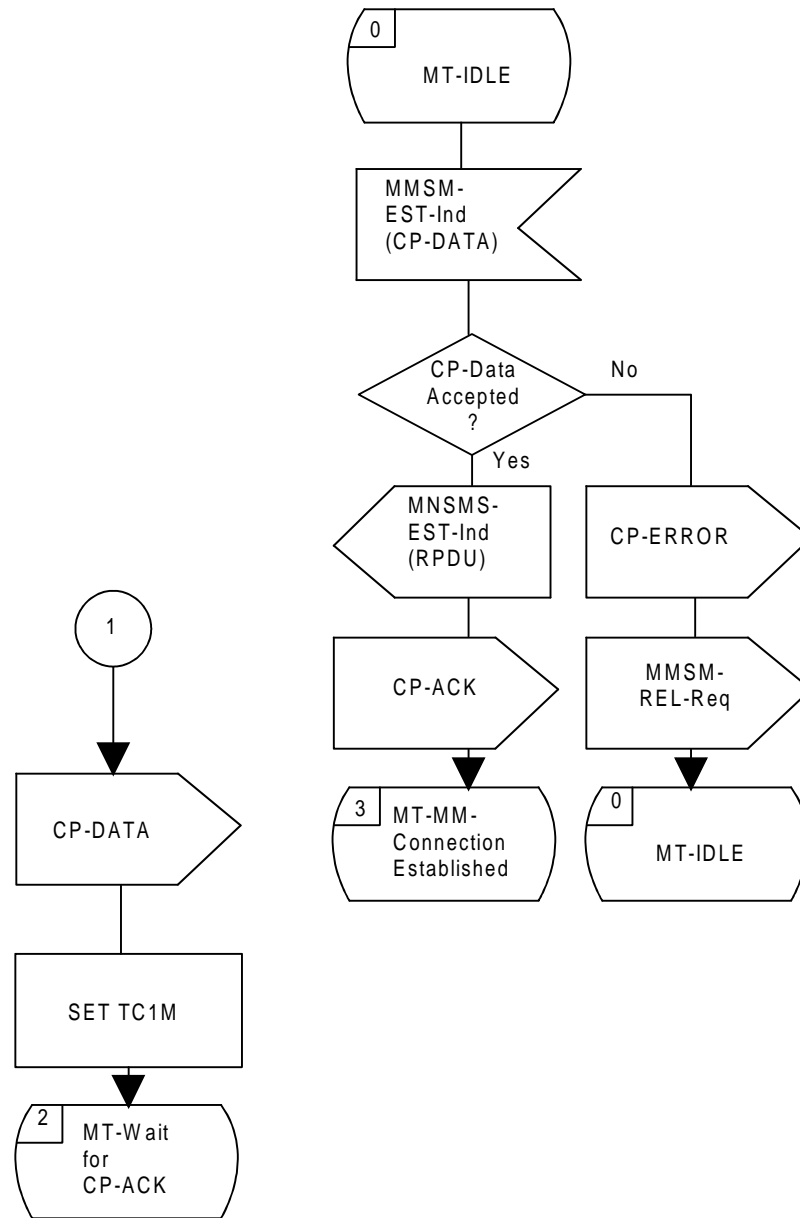 0
MT-IDLE
MMSM-
EST-Ind
(CP-DATA)
CP-Data
Accepted
?
No
Yes
MNSMS-
EST-Ind
(RPDU)
CP-ERROR
CP-ACK
MMSM-
REL-Req
3
MT-MM-
Connection
Established
0
MT-IDLE
1
CP-DATA
SET TC1M
2
MT-Wait
for
CP-ACK